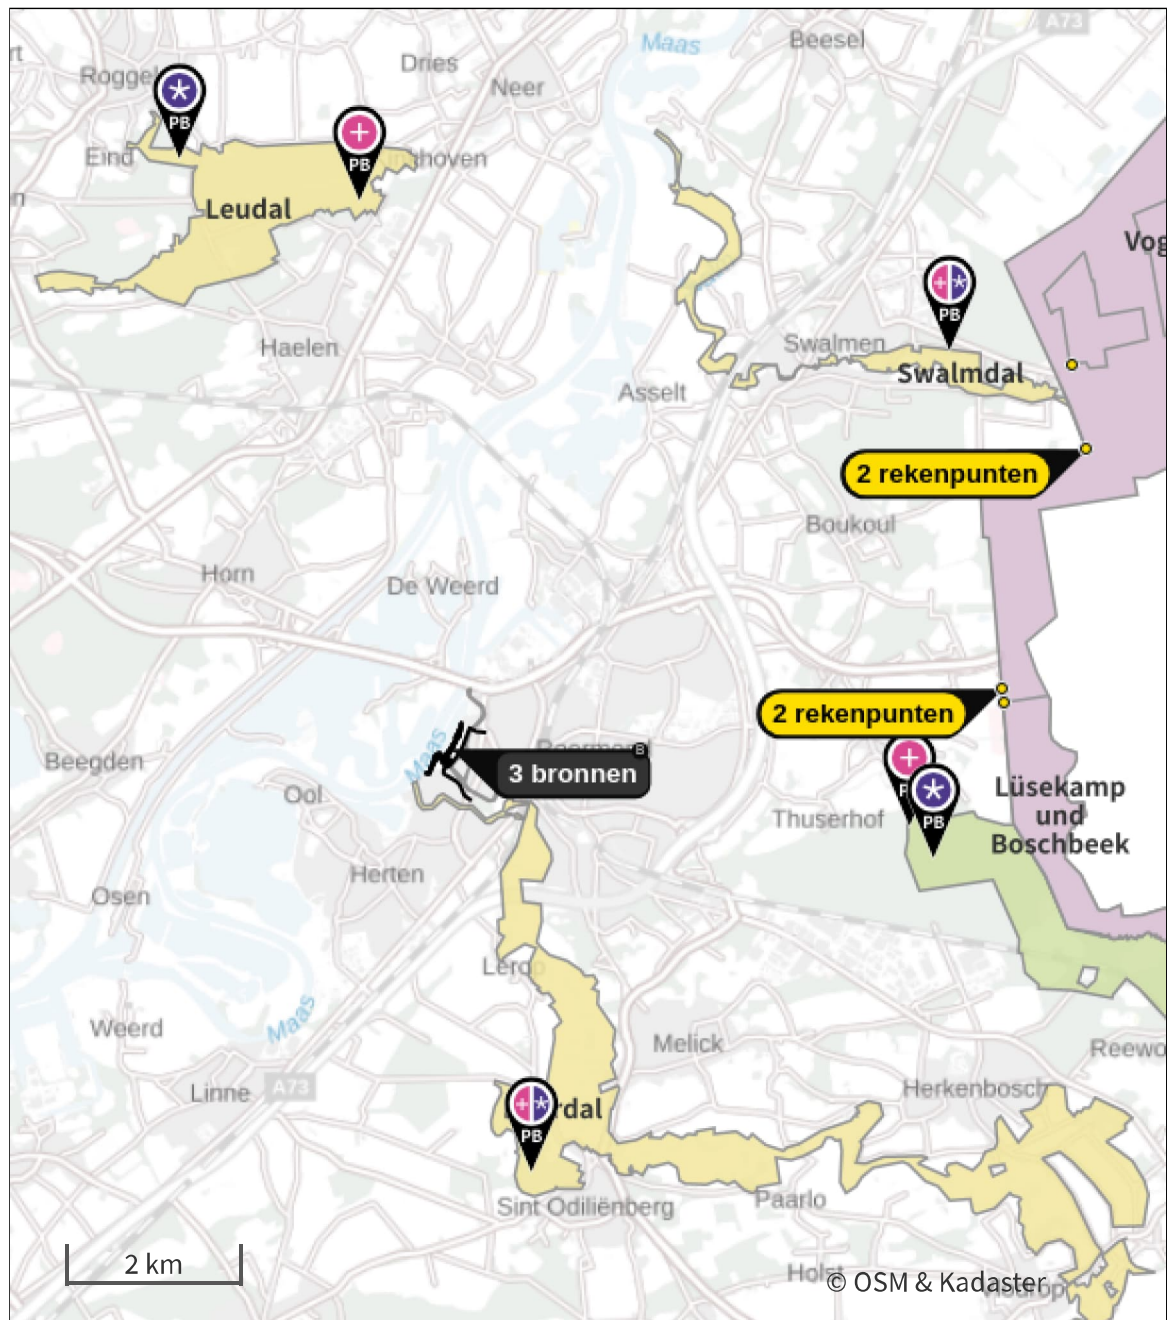 Maas
Beesel
A73
Dries
Neer
PB
Eind
PB
Leudal
Vog
PB
Haelen
Swalmen
Swalmdal
Asselt
2 rekenpunten
Boukoul
Horn
De Weerd
2 rekenpunten
Maas
B
3 bronnen
Beegden
Ool
Thuserhof
PB
Lüsekamp
und
Boschbeek
Herten
Osen
Maas
Weerd
Melick
Reewo
Linne
A73
Herkenbosch
PB
Sint Odiliënberg
Paarlo
2 km
© OSM & Kadaster